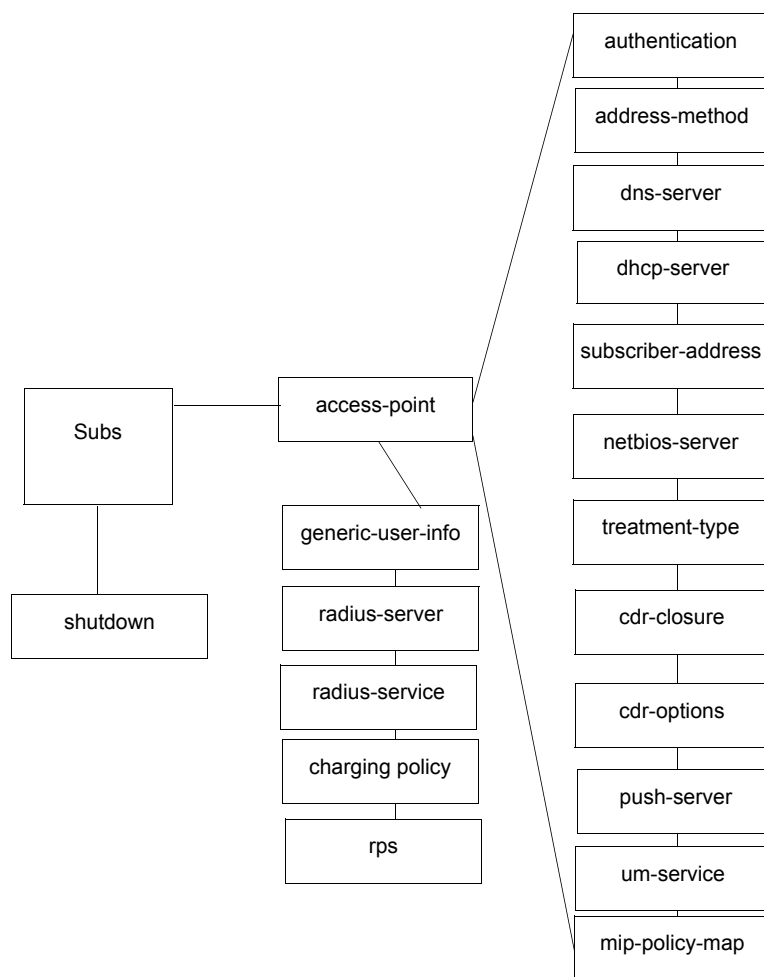 Subs
shutdown
access-point
generic-user-info
radius-server
radius-service
charging policy
rps
authentication
address-method
dns-server
dhcp-server
subscriber-address
netbios-server
treatment-type
cdr-closure
cdr-options
push-server
um-service
mip-policy-map